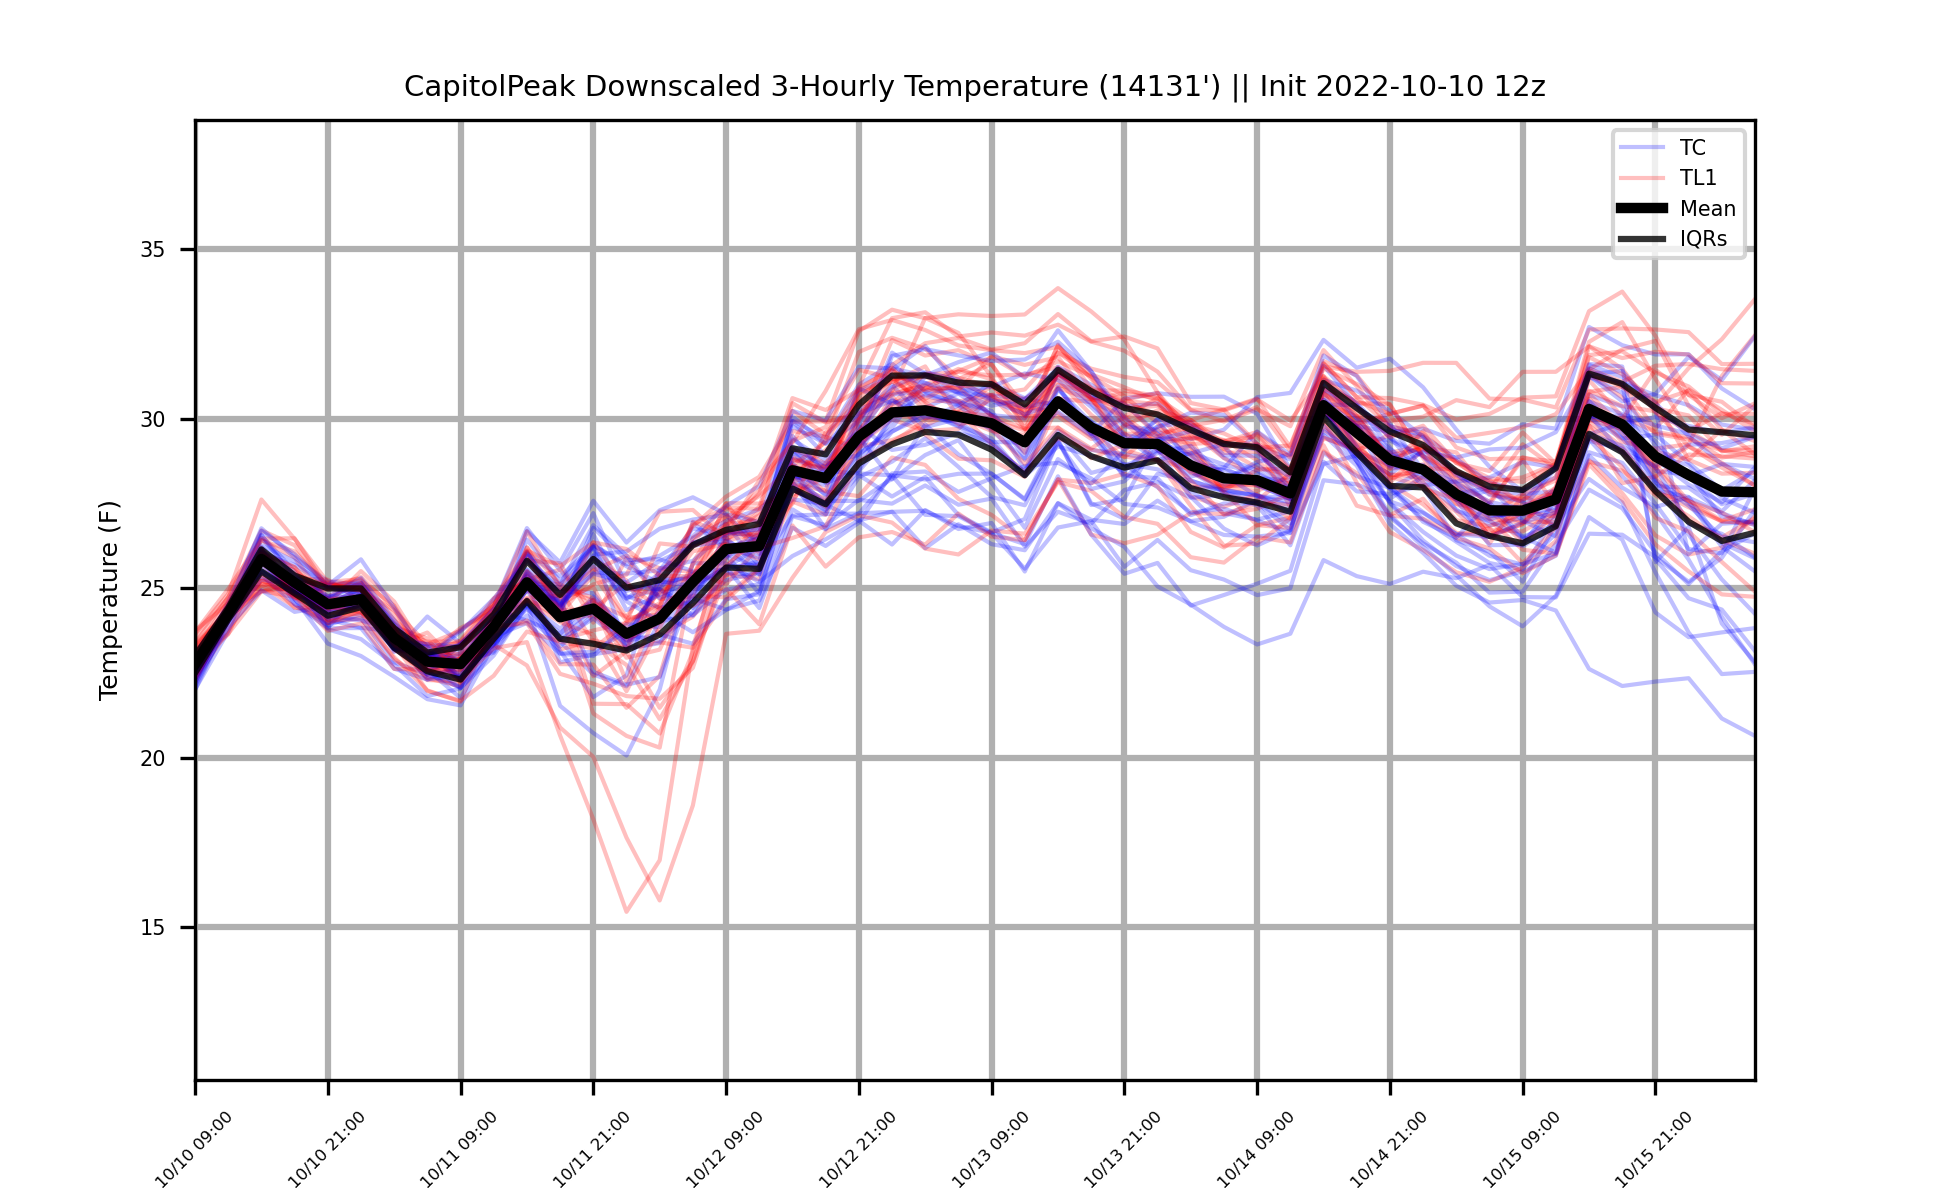 CapitolPeak Downscaled 3-Hourly Temperature (14131') || Init 2022-10-10 12z
TC
TL1
Mean
IQRs
Temperature (F)
35
30
25
20
15
10/10 09:00
10/10 21:00
10/11 09:00
10/11 21:00
10/12 09:00
10/12 21:00
10/13 09:00
10/13 21:00
10/14 09:00
10/14 21:00
10/15 09:00
10/15 21:00